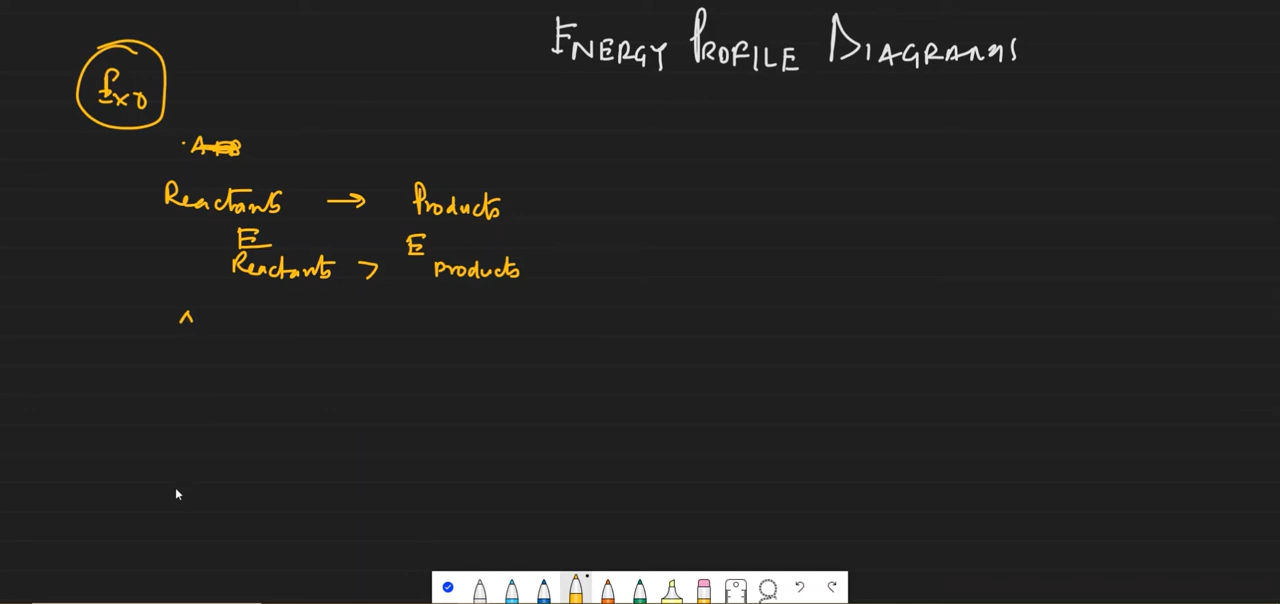 ENERGY PROFILE DIAGRAMS
Exo
Reactants → Products
E E
Reactants > products